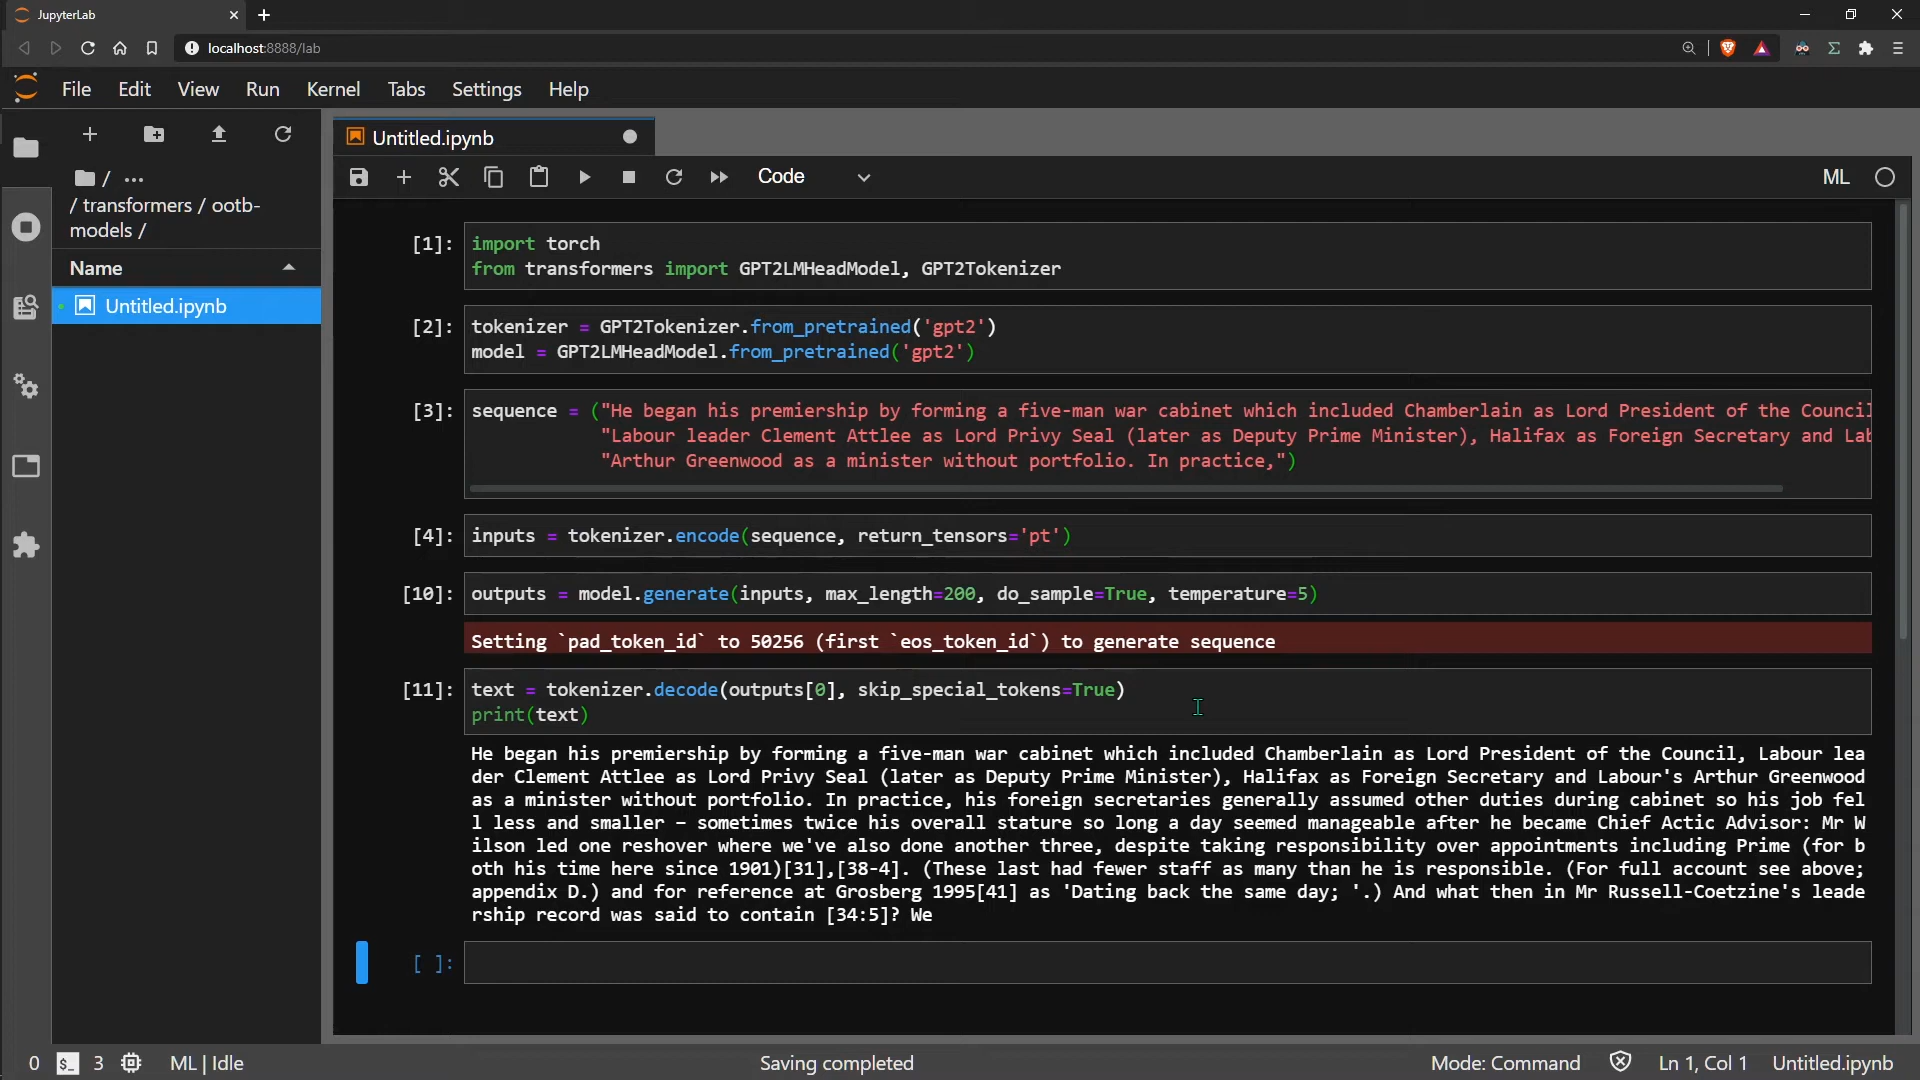 JupyterLab
localhost:8888/lab
File Edit View Run Kernel Tabs Settings Help
/ ...
/ transformers / ootb-
models /
Name
Untitled.ipynb
Untitled.ipynb
Code
ML
[1]: import torch
from transformers import GPT2LMHeadModel, GPT2Tokenizer
[2]: tokenizer = GPT2Tokenizer.from_pretrained('gpt2')
model = GPT2LMHeadModel.from_pretrained('gpt2')
[3]: sequence = ("He began his premiership by forming a five-man war cabinet which included Chamberlain as Lord President of the Council
"Labour leader Clement Attlee as Lord Privy Seal (later as Deputy Prime Minister), Halifax as Foreign Secretary and Lab
"Arthur Greenwood as a minister without portfolio. In practice,")
[4]: inputs = tokenizer.encode(sequence, return_tensors='pt')
[10]: outputs = model.generate(inputs, max_length=200, do_sample=True, temperature=5)
Setting `pad_token_id` to 50256 (first `eos_token_id`) to generate sequence
[11]: text = tokenizer.decode(outputs[0], skip_special_tokens=True)
print(text)
He began his premiership by forming a five-man war cabinet which included Chamberlain as Lord President of the Council, Labour lea
der Clement Attlee as Lord Privy Seal (later as Deputy Prime Minister), Halifax as Foreign Secretary and Labour's Arthur Greenwood
as a minister without portfolio. In practice, his foreign secretaries generally assumed other duties during cabinet so his job fel
l less and smaller – sometimes twice his overall stature so long a day seemed manageable after he became Chief Actic Advisor: Mr W
ilson led one reshover where we've also done another three, despite taking responsibility over appointments including Prime (for b
oth his time here since 1901)[31],[38-4]. (These last had fewer staff as many than he is responsible. (For full account see above;
appendix D.) and for reference at Grosberg 1995[41] as 'Dating back the same day; '.) And what then in Mr Russell-Coetzine's leade
rship record was said to contain [34:5]? We
[ ]:
0 $_ 3 ML | Idle Saving completed Mode: Command Ln 1, Col 1 Untitled.ipynb